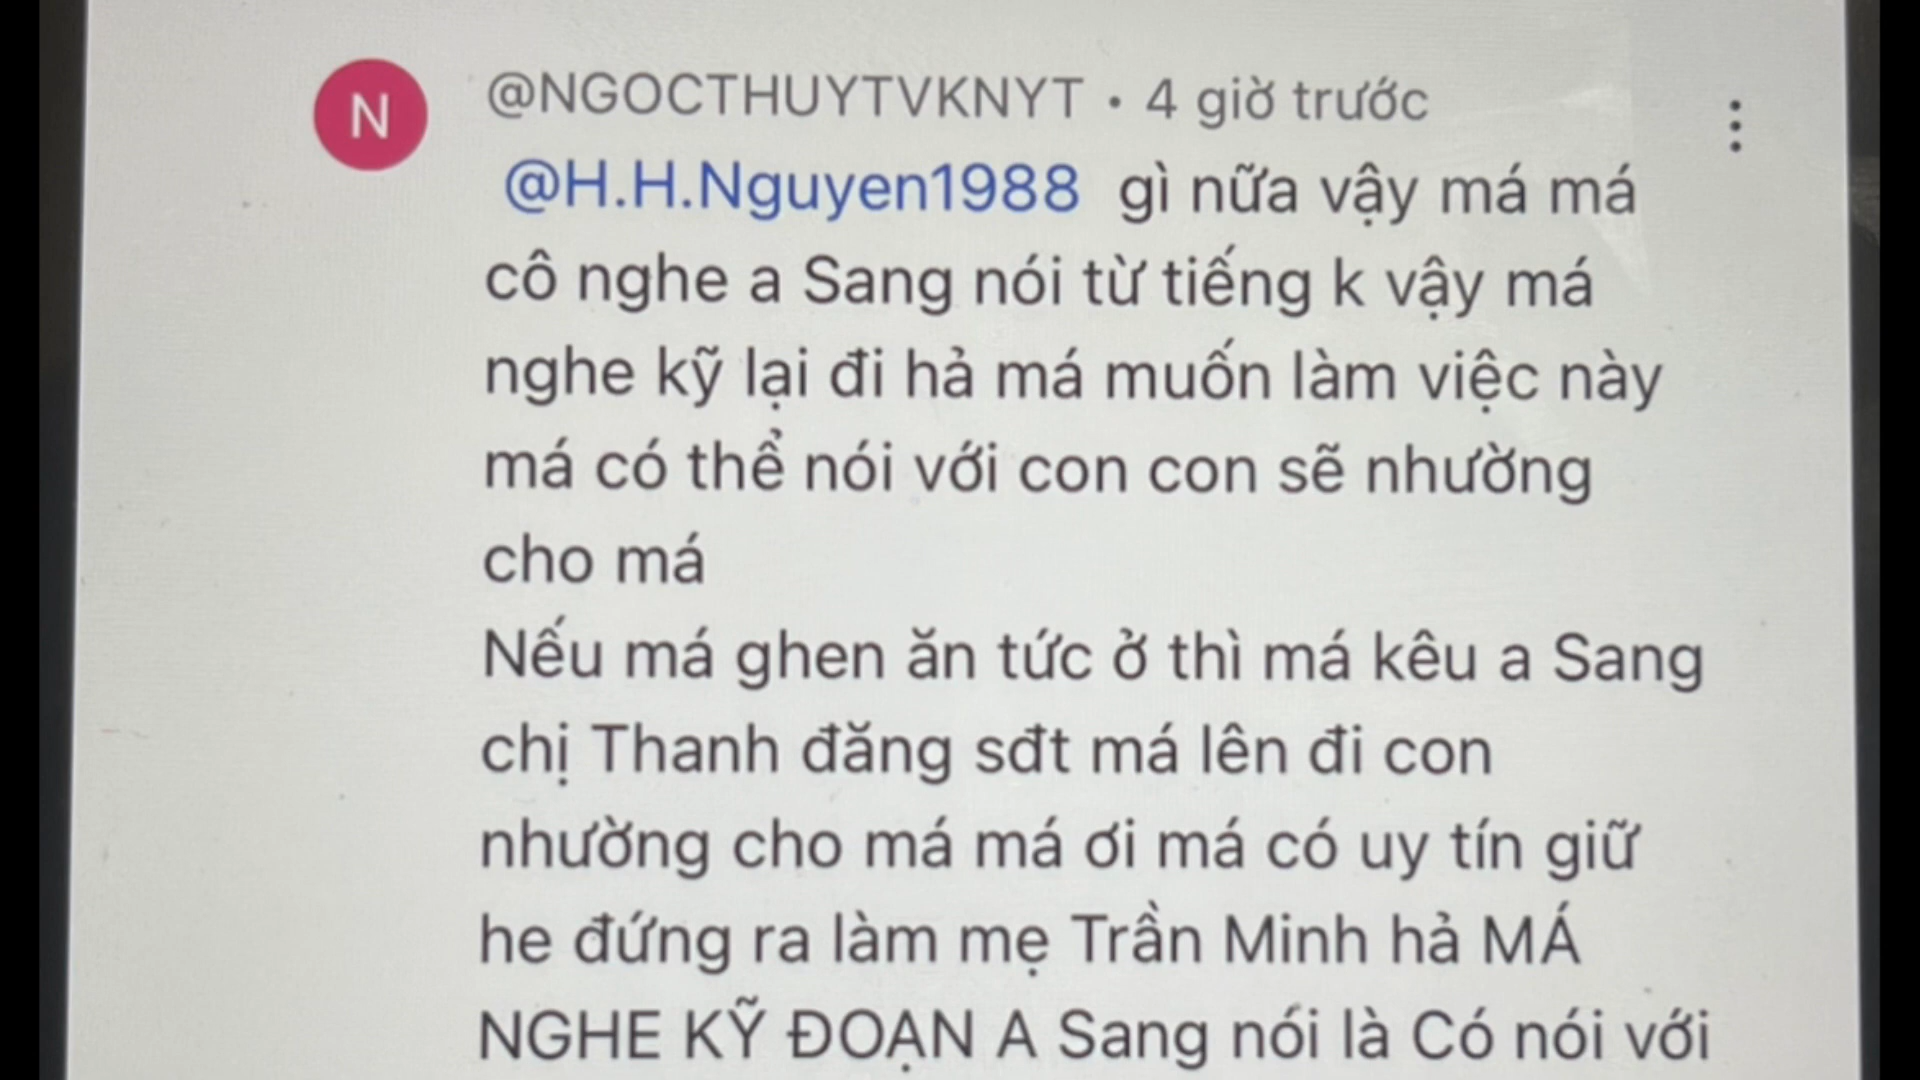 N
@NGOCTHUYTVKNYT • 4 giờ trước
@H.H.Nguyen1988 gì nữa vậy má má
cô nghe a Sang nói từ tiếng k vậy má
nghe kỹ lại đi hả má muốn làm việc này
má có thể nói với con con sẽ nhường
cho má
Nếu má ghen ăn tức ở thì má kêu a Sang
chị Thanh đăng sđt má lên đi con
nhường cho má má ơi má có uy tín giữ
he đứng ra làm mẹ Trần Minh hả MÁ
NGHE KỸ ĐOẠN A Sang nói là Có nói với